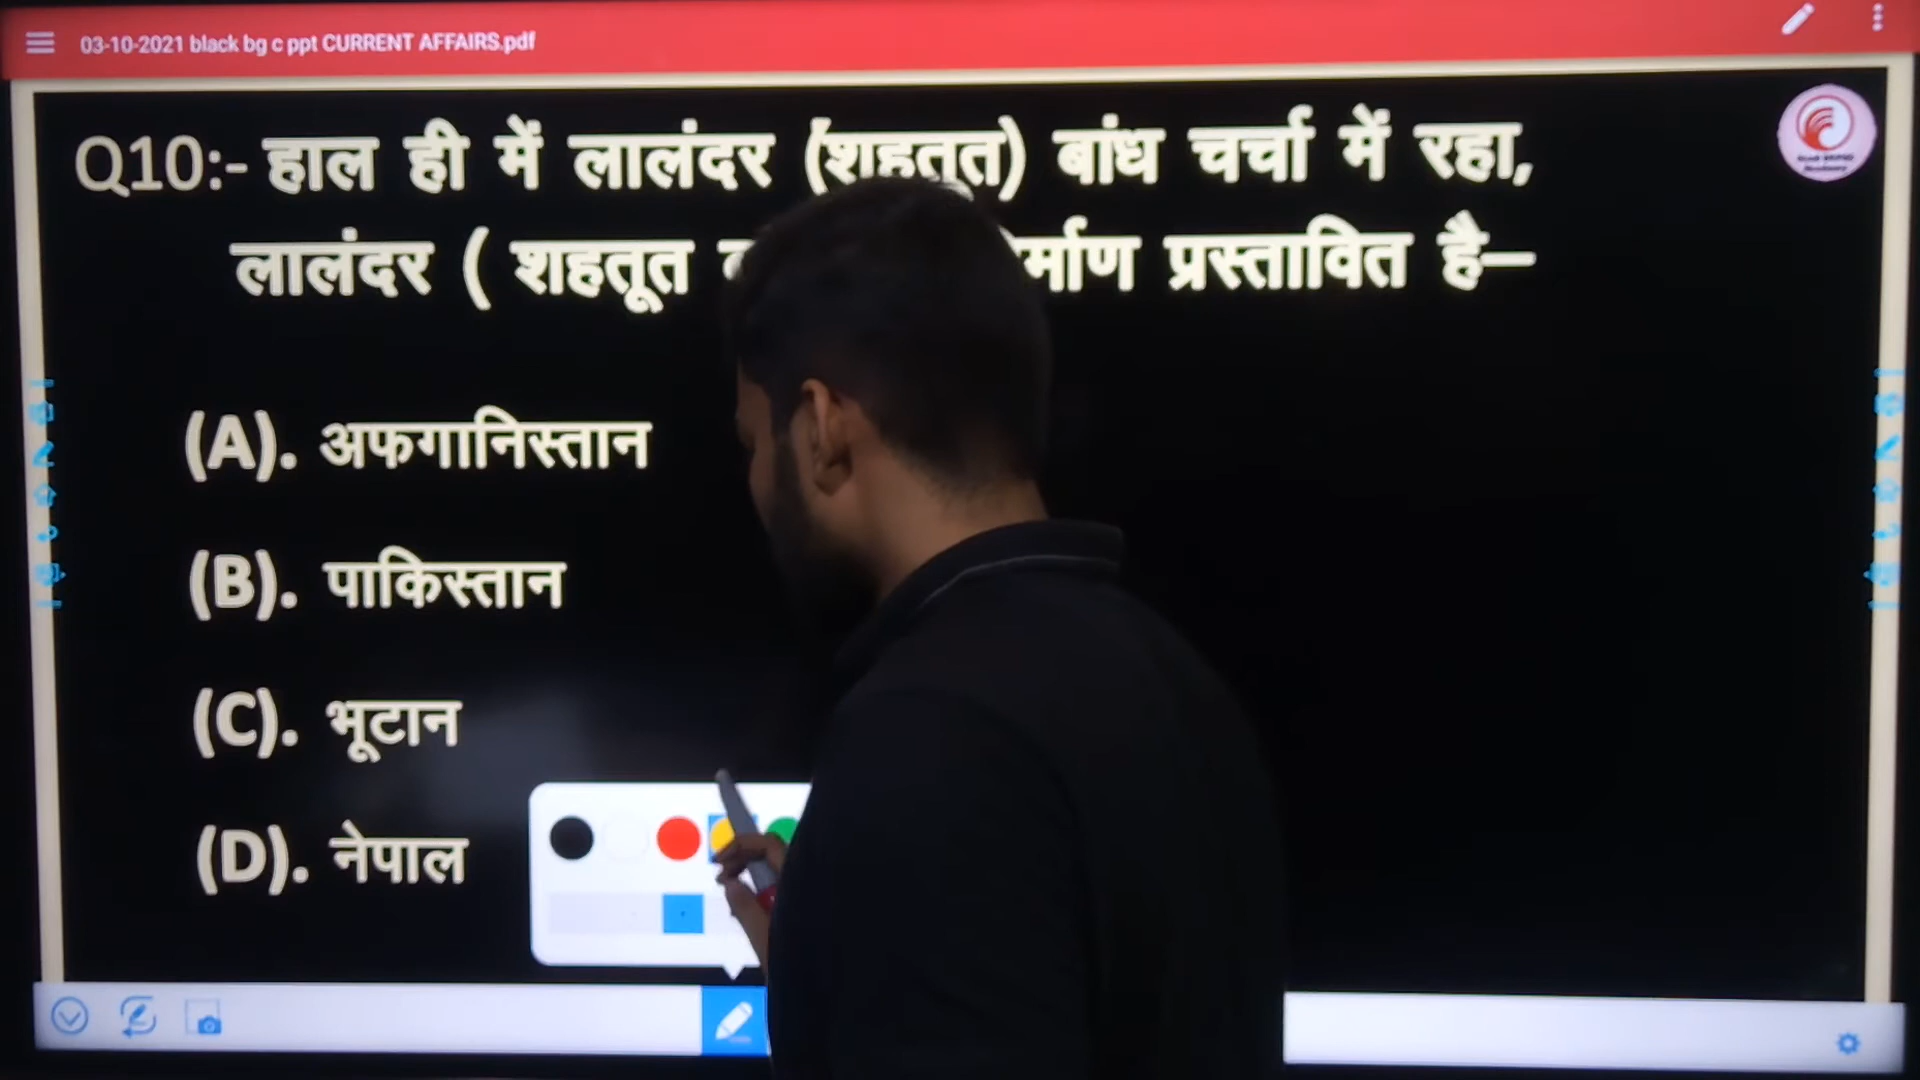 03-10-2021 black bg c ppt CURRENT AFFAIRS.pdf
Q10:- हाल ही में लालंदर (शहतूत) बांध चर्चा में रहा,
लालंदर ( शहतूत प्रस्तावित है–
(A). अफगानिस्तान
(B). पाकिस्तान
(C). भूटान
(D). नेपाल